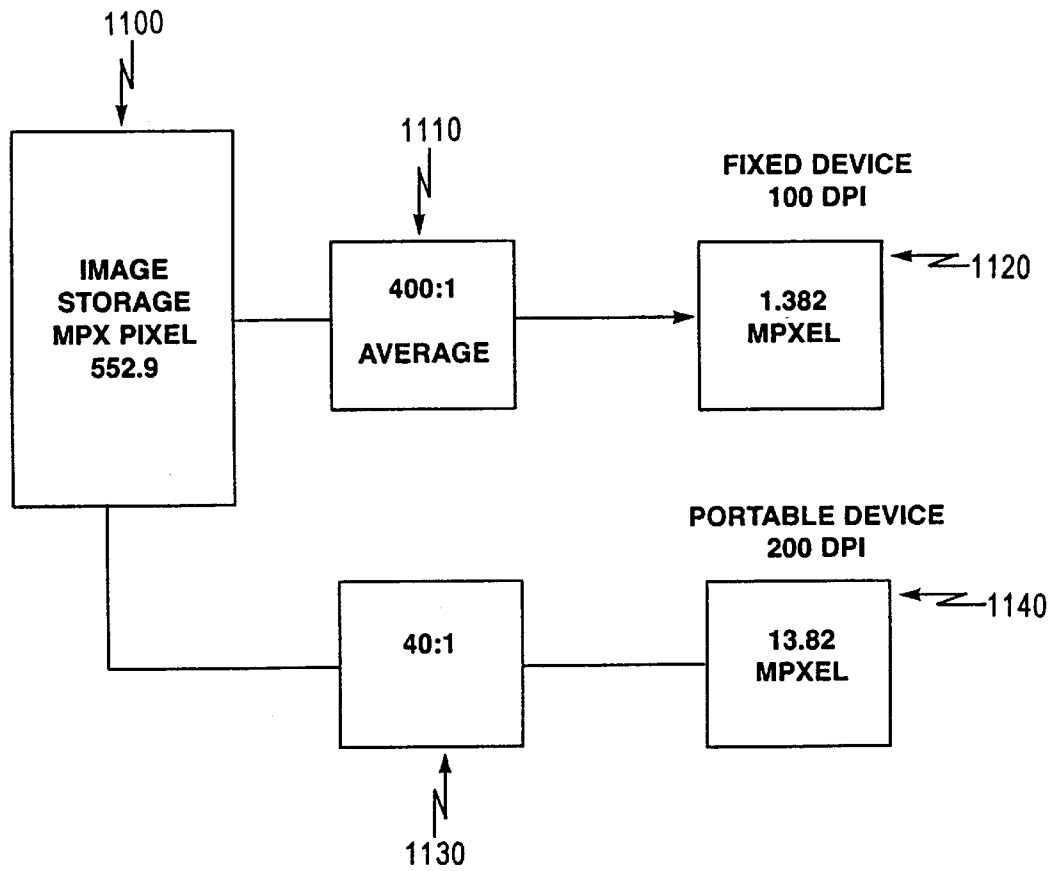 1100
IMAGE
STORAGE
MPX PIXEL
552.9
1110
400:1
AVERAGE
FIXED DEVICE
100 DPI
1.382
MPXEL
1120
40:1
1130
PORTABLE DEVICE
200 DPI
13.82
MPXEL
1140